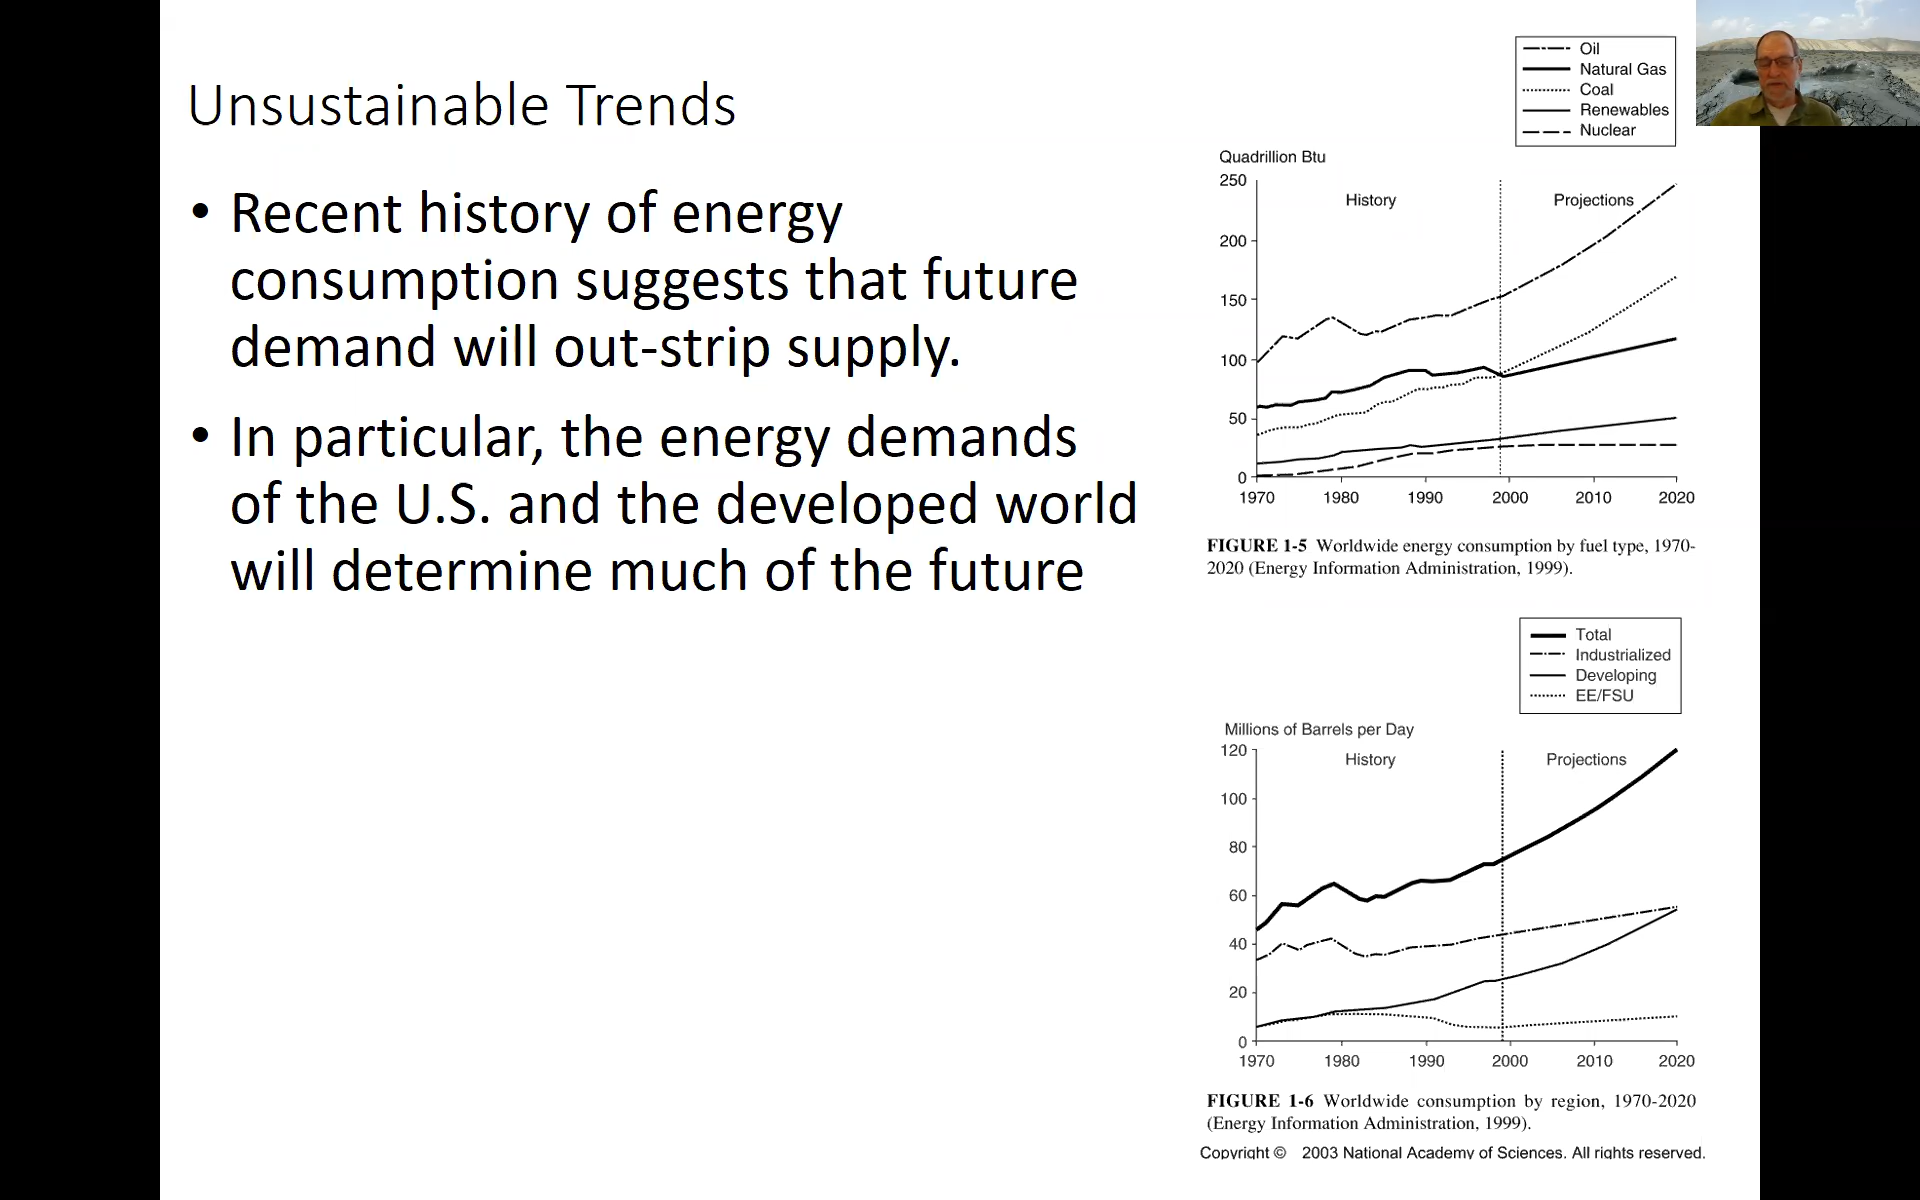 Unsustainable Trends
• Recent history of energy
consumption suggests that future
demand will out-strip supply.
• In particular, the energy demands
of the U.S. and the developed world
will determine much of the future
Oil
Natural Gas
Coal
Renewables
Nuclear
Quadrillion Btu
250
History
Projections
200
150
100
50
0
1970 1980 1990 2000 2010 2020
FIGURE 1-5 Worldwide energy consumption by fuel type, 1970-
2020 (Energy Information Administration, 1999).
Total
Industrialized
Developing
EE/FSU
Millions of Barrels per Day
120
History
Projections
100
80
60
40
20
0
1970 1980 1990 2000 2010 2020
FIGURE 1-6 Worldwide consumption by region, 1970-2020
(Energy Information Administration, 1999).
Copyright © 2003 National Academy of Sciences. All rights reserved.